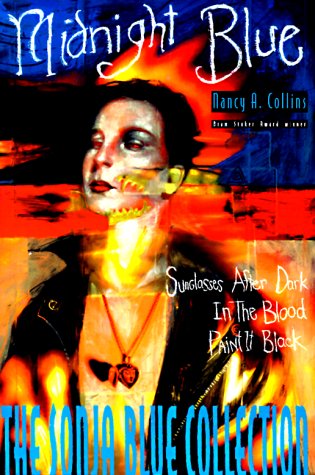 Midnight Blue
Nancy A. Collins
Bram Stoker Award winner
Sunglasses After Dark
In The Blood
Paint It Black
THE SONJA BLUE COLLECTION